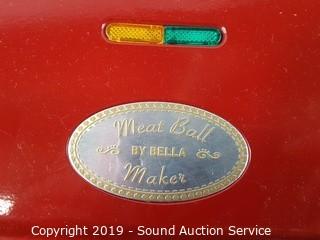 Meat Ball
BY BELLA
Maker
Copyright 2019 - Sound Auction Service